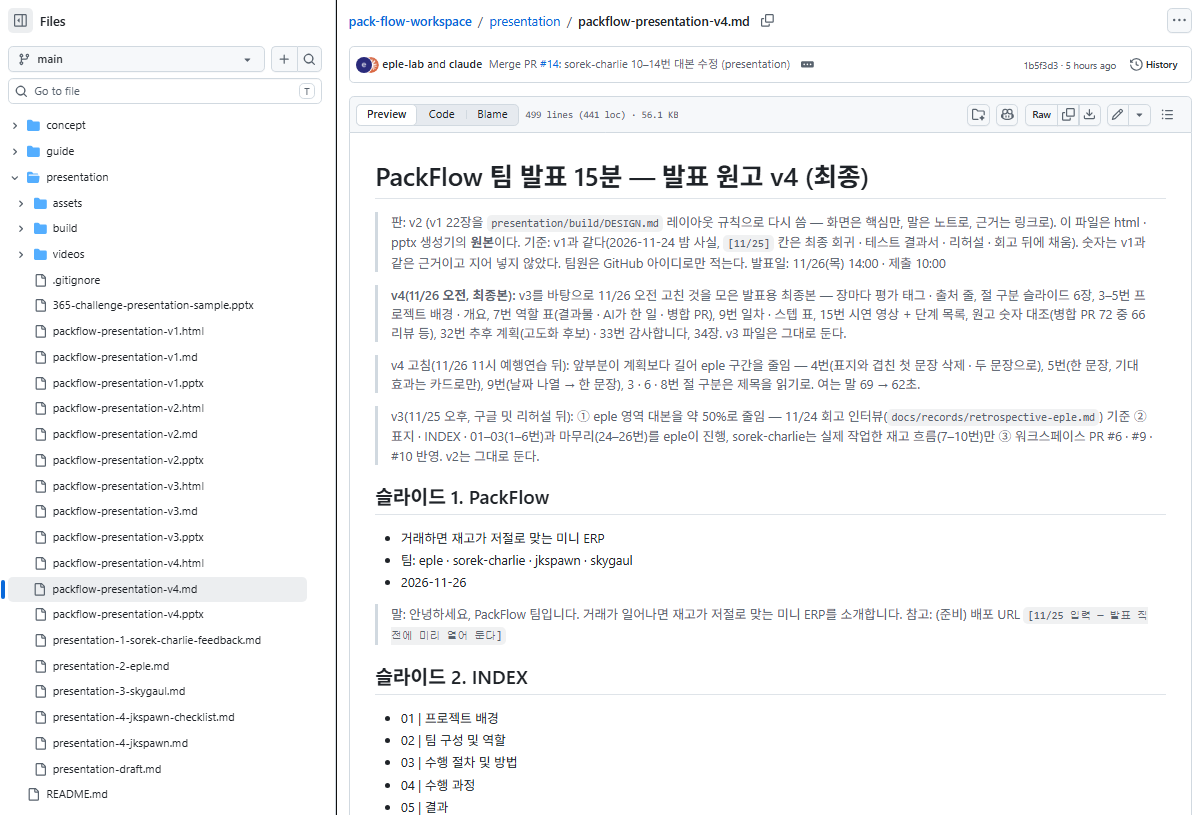 Files
main
Go to file
T
concept
guide
presentation
assets
build
videos
.gitignore
365-challenge-presentation-sample.pptx
packflow-presentation-v1.html
packflow-presentation-v1.md
packflow-presentation-v1.pptx
packflow-presentation-v2.html
packflow-presentation-v2.md
packflow-presentation-v2.pptx
packflow-presentation-v3.html
packflow-presentation-v3.md
packflow-presentation-v3.pptx
packflow-presentation-v4.html
packflow-presentation-v4.md
packflow-presentation-v4.pptx
presentation-1-sorek-charlie-feedback.md
presentation-2-eple.md
presentation-3-skygaul.md
presentation-4-jkspawn-checklist.md
presentation-4-jkspawn.md
presentation-draft.md
README.md
pack-flow-workspace / presentation / packflow-presentation-v4.md
eple-lab and claude Merge PR #14: sorek-charlie 10–14번 대본 수정 (presentation)
1b5f3d3 · 5 hours ago
History
Preview
Code
Blame
499 lines (441 loc) · 56.1 KB
Raw
PackFlow 팀 발표 15분 — 발표 원고 v4 (최종)
판: v2 (v1 22장을 presentation/build/DESIGN.md 레이아웃 규칙으로 다시 씀 — 화면은 핵심만, 말은 노트로, 근거는 링크로). 이 파일은 html ·
pptx 생성기의 원본이다. 기준: v1과 같다(2026-11-24 밤 사실, [11/25] 칸은 최종 회귀 · 테스트 결과서 · 리허설 · 회고 뒤에 채움). 숫자는 v1과
같은 근거이고 지어 넣지 않았다. 팀원은 GitHub 아이디로만 적는다. 발표일: 11/26(목) 14:00 · 제출 10:00
v4(11/26 오전, 최종본): v3를 바탕으로 11/26 오전 고친 것을 모은 발표용 최종본 — 장마다 평가 태그 · 출처 줄, 절 구분 슬라이드 6장, 3–5번 프
로젝트 배경 · 개요, 7번 역할 표(결과물 · AI가 한 일 · 병합 PR), 9번 일차 · 스텝 표, 15번 시연 영상 + 단계 목록, 원고 숫자 대조(병합 PR 72 중 66
리뷰 등), 32번 추후 계획(고도화 후보) · 33번 감사합니다, 34장. v3 파일은 그대로 둔다.
v4 고침(11/26 11시 예행연습 뒤): 앞부분이 계획보다 길어 eple 구간을 줄임 — 4번(표지와 겹친 첫 문장 삭제 · 두 문장으로), 5번(한 문장, 기대
효과는 카드로만), 9번(날짜 나열 → 한 문장), 3 · 6 · 8번 절 구분은 제목을 읽기로. 여는 말 69 → 62초.
v3(11/25 오후, 구글 밋 리허설 뒤): ① eple 영역 대본을 약 50%로 줄임 — 11/24 회고 인터뷰( docs/records/retrospective-eple.md ) 기준 ②
표지 · INDEX · 01–03(1–6번)과 마무리(24–26번)를 eple이 진행, sorek-charlie는 실제 작업한 재고 흐름(7–10번)만 ③ 워크스페이스 PR #6 · #9 ·
#10 반영. v2는 그대로 둔다.
슬라이드 1. PackFlow
거래하면 재고가 저절로 맞는 미니 ERP
팀: eple · sorek-charlie · jkspawn · skygaul
2026-11-26
말: 안녕하세요, PackFlow 팀입니다. 거래가 일어나면 재고가 저절로 맞는 미니 ERP를 소개합니다. 참고: (준비) 배포 URL [11/25 입력 — 발표 직
전에 미리 열어 둔다]
슬라이드 2. INDEX
01 | 프로젝트 배경
02 | 팀 구성 및 역할
03 | 수행 절차 및 방법
04 | 수행 과정
05 | 결과